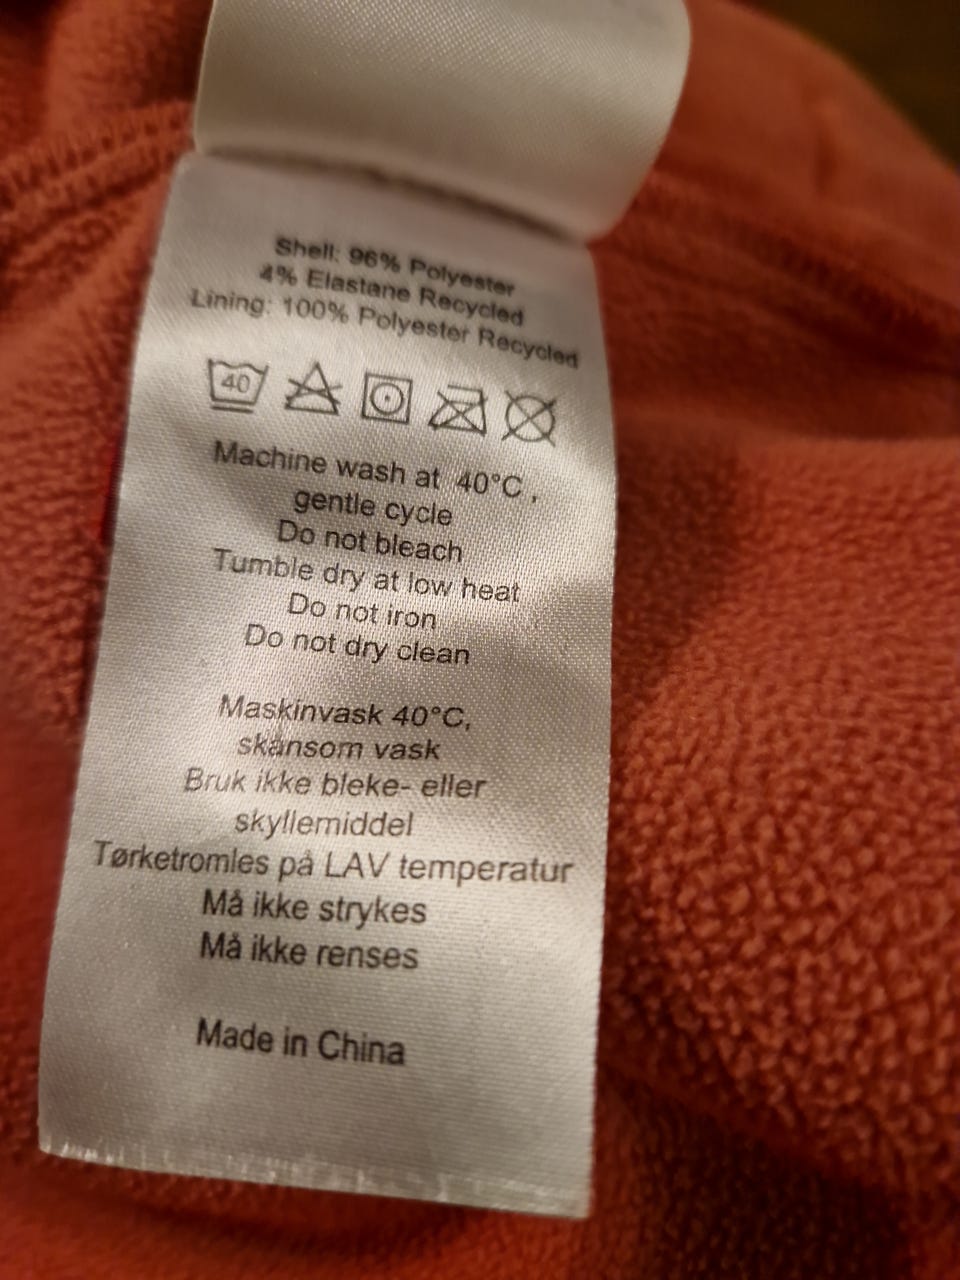 Shell: 96% Polyester
4% Elastane Recycled
Lining: 100% Polyester Recycled
40
Machine wash at 40°C ,
gentle cycle
Do not bleach
Tumble dry at low heat
Do not iron
Do not dry clean
Maskinvask 40°C,
skånsom vask
Bruk ikke bleke- eller
skyllemiddel
Tørketromles på LAV temperatur
Må ikke strykes
Må ikke renses
Made in China